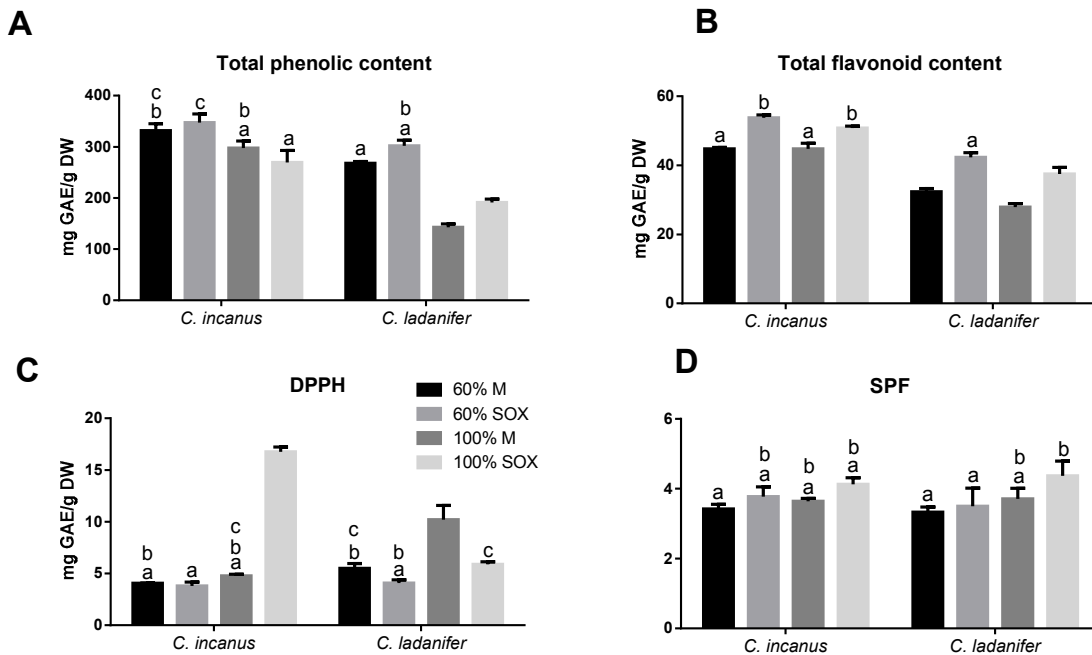 A
Total phenolic content
mg GAE/g DW
400
300
200
100
0
c
b
c
b
a
a
a
b
a
C. incanus
C. ladanifer
B
Total flavonoid content
mg GAE/g DW
60
40
20
0
a
b
a
b
a
C. incanus
C. ladanifer
C
DPPH
mg GAE/g DW
20
15
10
5
0
b
a
a
c
b
a
c
b
b
a
c
60% M
60% SOX
100% M
100% SOX
C. incanus
C. ladanifer
D
SPF
6
4
2
0
a
b
a
b
a
b
a
a
a
b
a
b
C. incanus
C. ladanifer